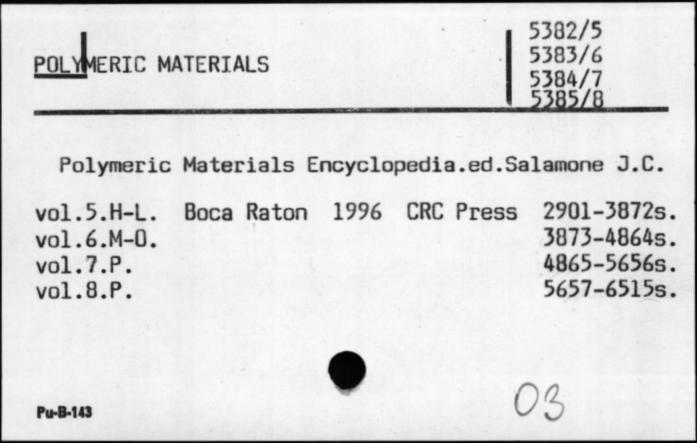 5382/5
5383/6
POLYMERIC MATERIALS
5384/7
5385/8
Polymeric Materials Encyclopedia.ed.Salamone J.C.
vol.5.H-L. Boca Raton 1996 CRC Press 2901-3872s.
vol.6.M-O. 3873-4864s.
vol.7.P. 4865-5656s.
vol.8.P. 5657-6515s.
Pu-B-143
03